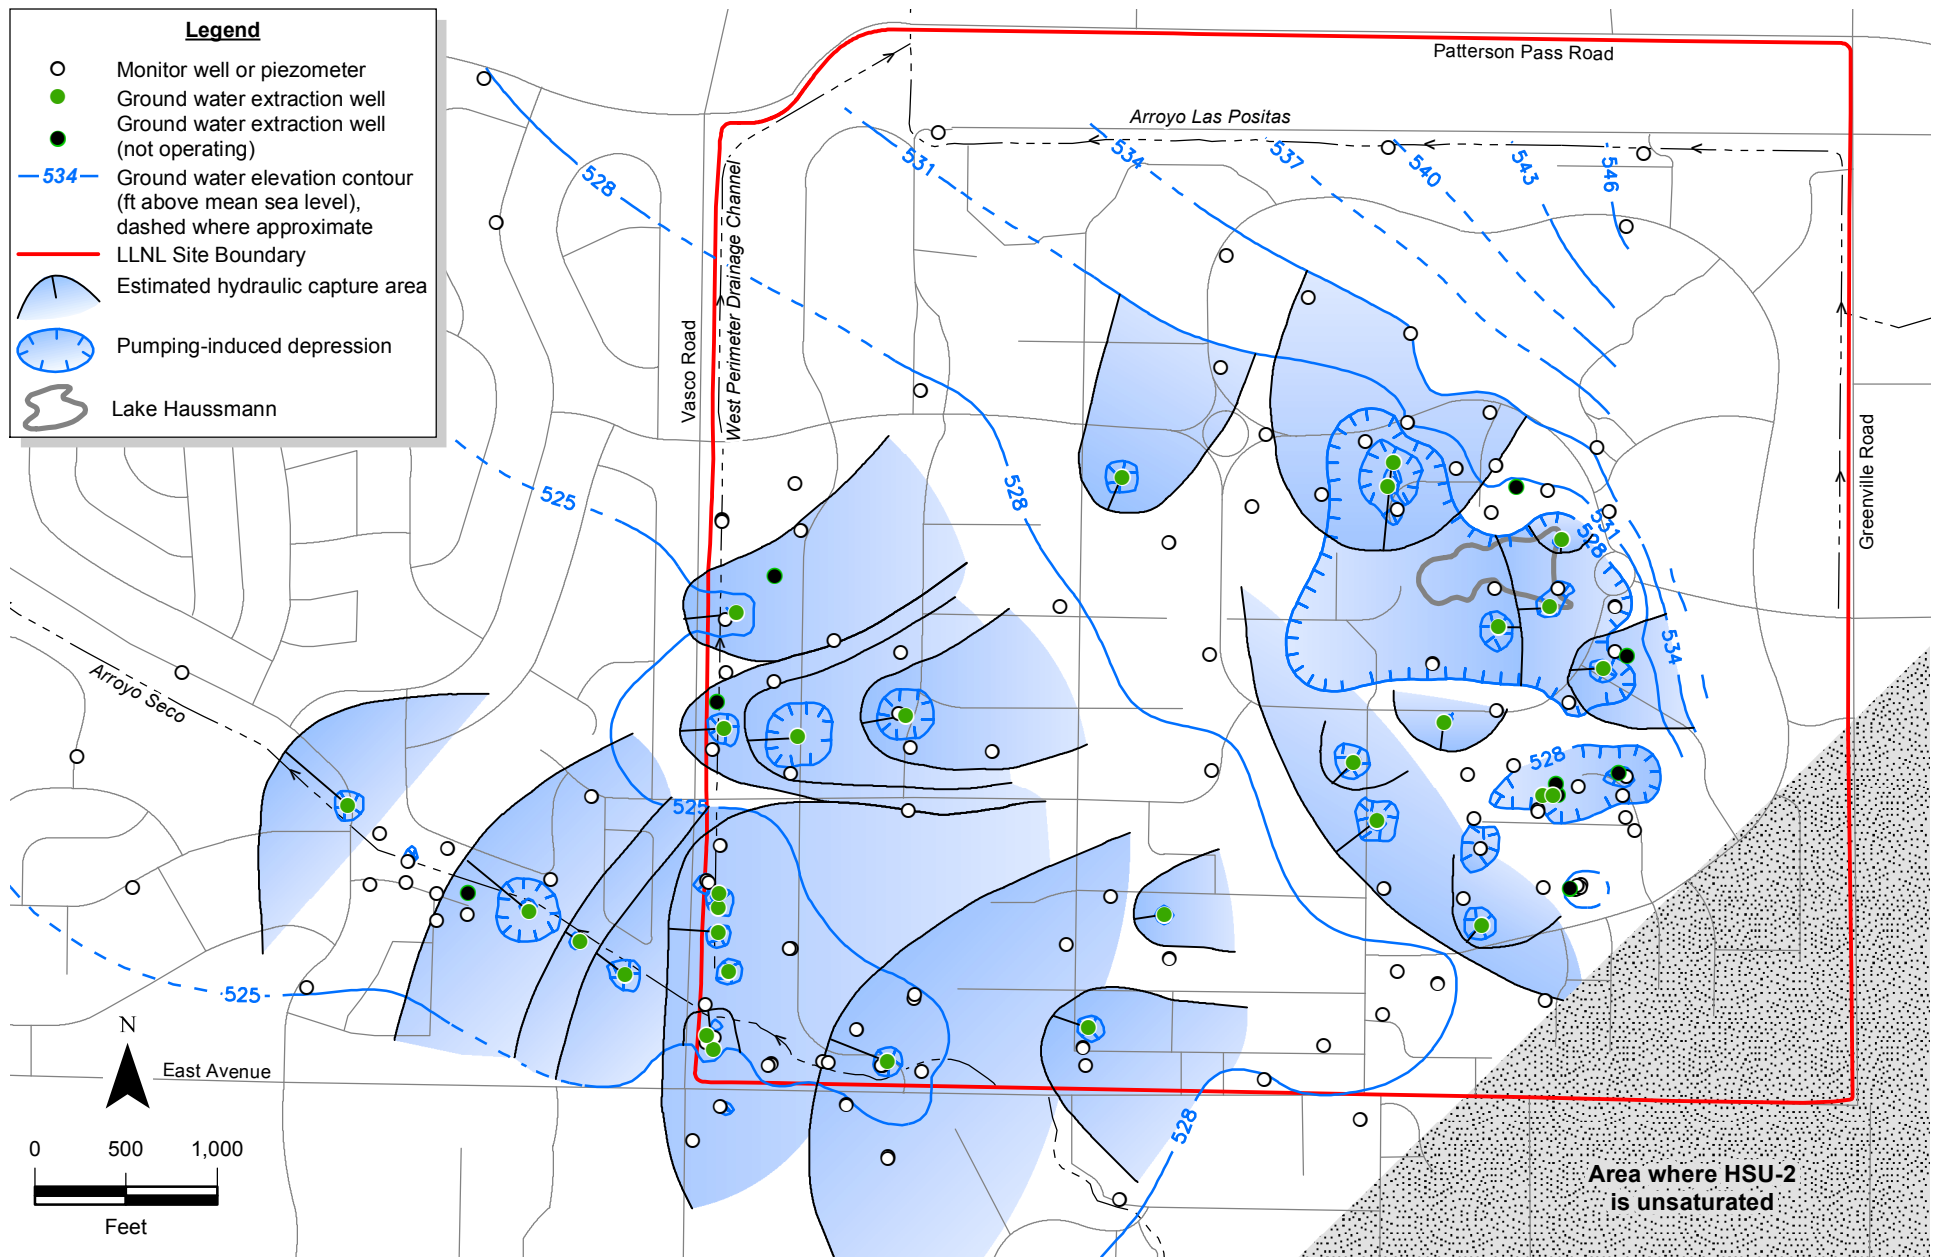 Legend
Monitor well or piezometer
Ground water extraction well
Ground water extraction well
(not operating)
534
Ground water elevation contour
(ft above mean sea level),
dashed where approximate
LLNL Site Boundary
Estimated hydraulic capture area
Pumping-induced depression
Lake Haussmann
Patterson Pass Road
Arroyo Las Positas
528
531
534
537
540
543
546
West Perimeter Drainage Channel
Vasco Road
Greenville Road
525
528
531
528
534
Arroyo Seco
528
525
525
N
East Avenue
528
0 500 1,000
Feet
Area where HSU-2
is unsaturated